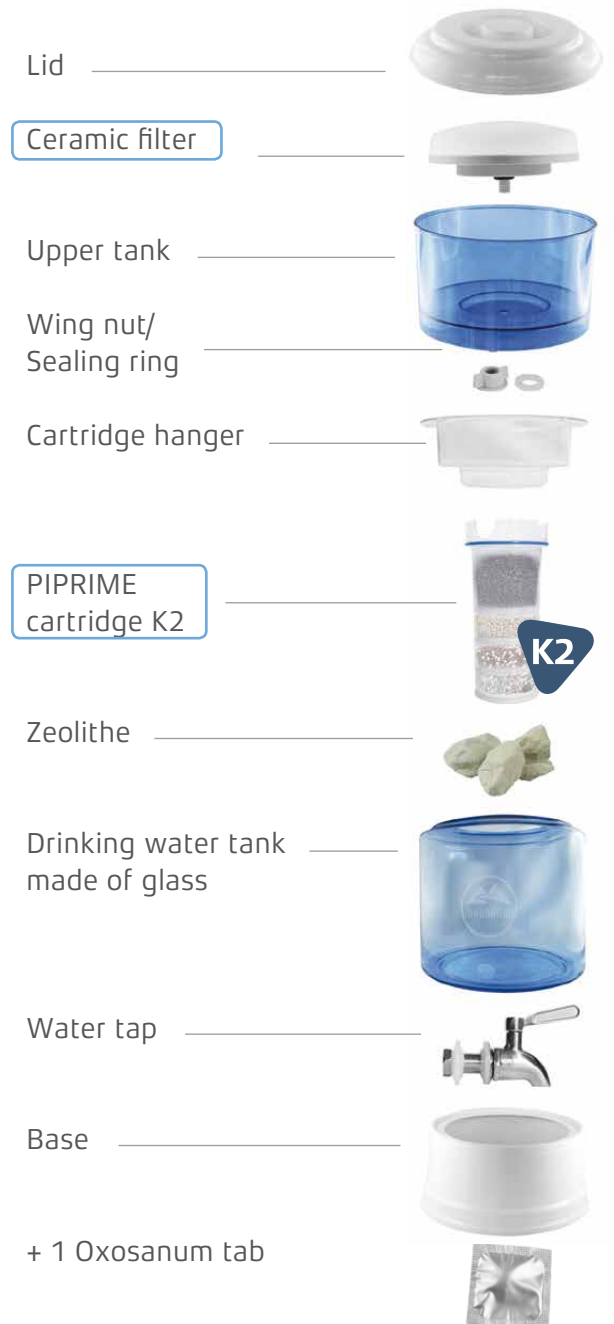 Lid
Ceramic filter
Upper tank
Wing nut/
Sealing ring
Cartridge hanger
PIPRIME
cartridge K2
K2
Zeolithe
Drinking water tank
made of glass
Water tap
Base
+ 1 Oxosanum tab